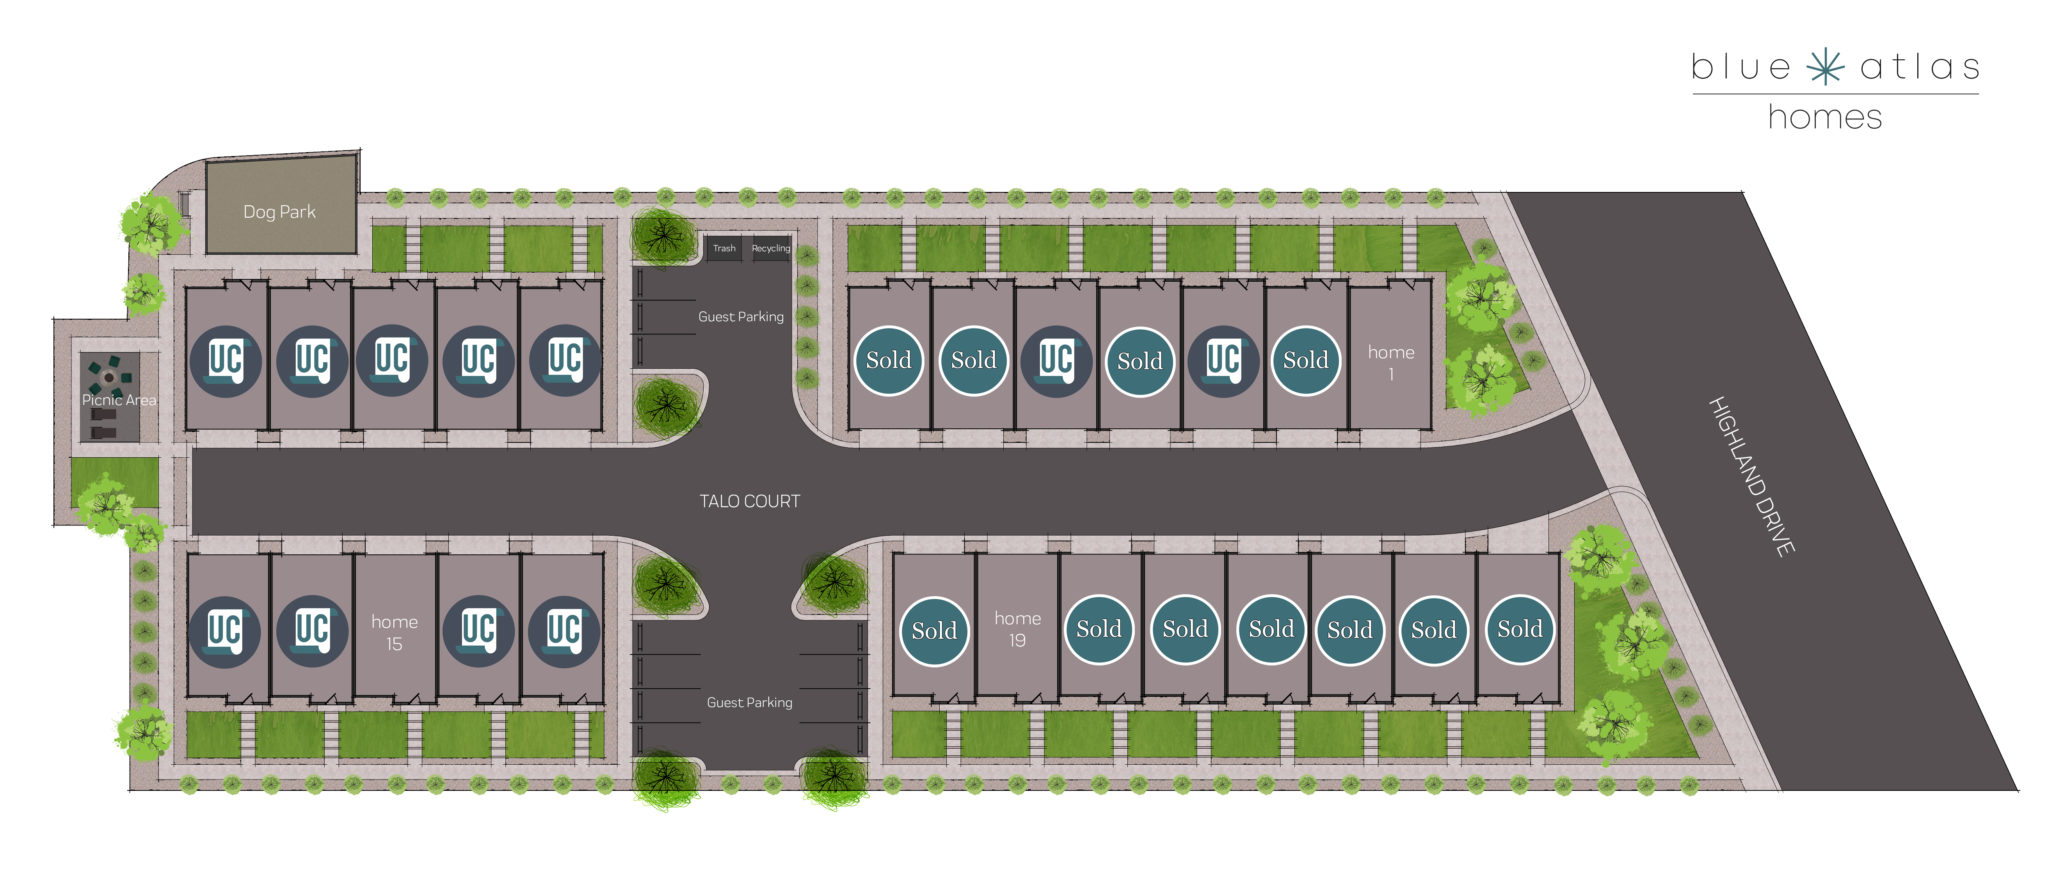 blue atlas
homes
Dog Park
Trash
Recycling
Guest Parking
UC
UC
UC
UC
UC
Sold
Sold
UC
Sold
UC
Sold
home
1
Picnic Area
HIGHLAND DRIVE
TALO COURT
UC
UC
home
15
UC
UC
Sold
home
19
Sold
Sold
Sold
Sold
Sold
Sold
Guest Parking